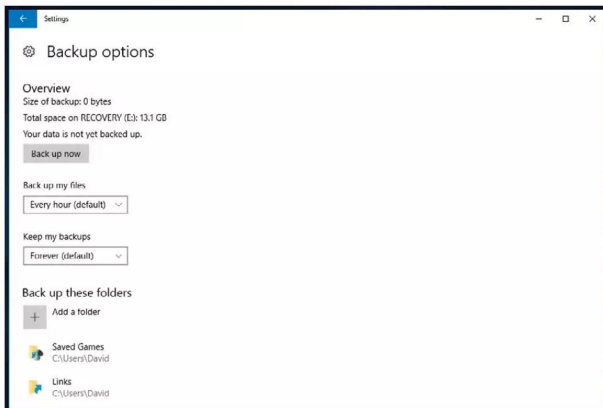 Settings
Backup options
Overview
Size of backup: 0 bytes
Total space on RECOVERY (E:): 13.1 GB
Your data is not yet backed up.
Back up now
Back up my files
Every hour (default)
Keep my backups
Forever (default)
Back up these folders
Add a folder
Saved Games
C:\Users\David
Links
C:\Users\David